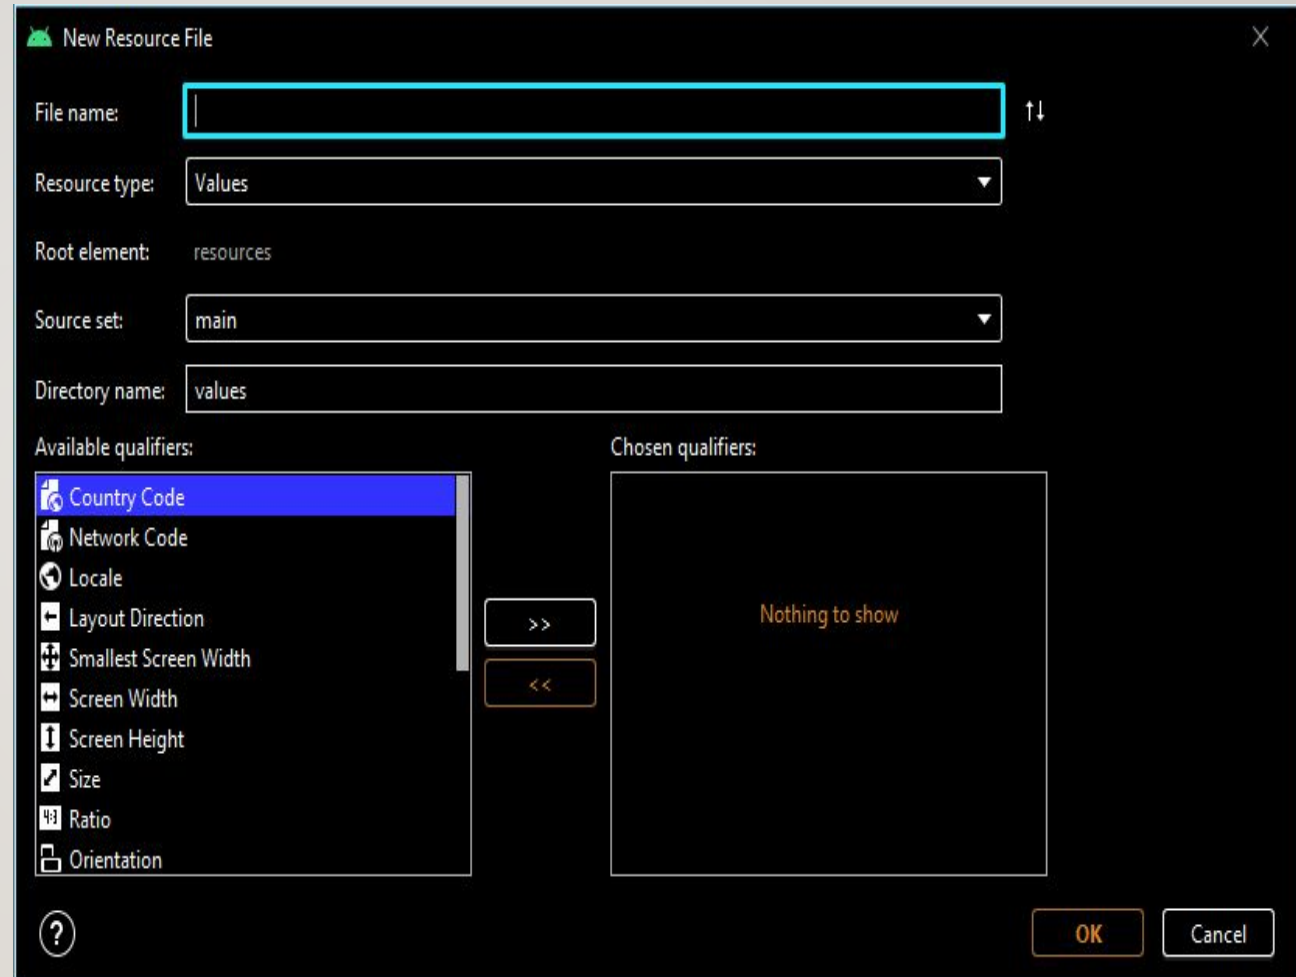 New Resource File
File name:
Resource type: Values
Root element: resources
Source set: main
Directory name: values
Available qualifiers:
Chosen qualifiers:
Country Code
Network Code
Locale
Layout Direction
Smallest Screen Width
Screen Width
Screen Height
Size
4:3 Ratio
Orientation
>>
<<
Nothing to show
?
OK
Cancel